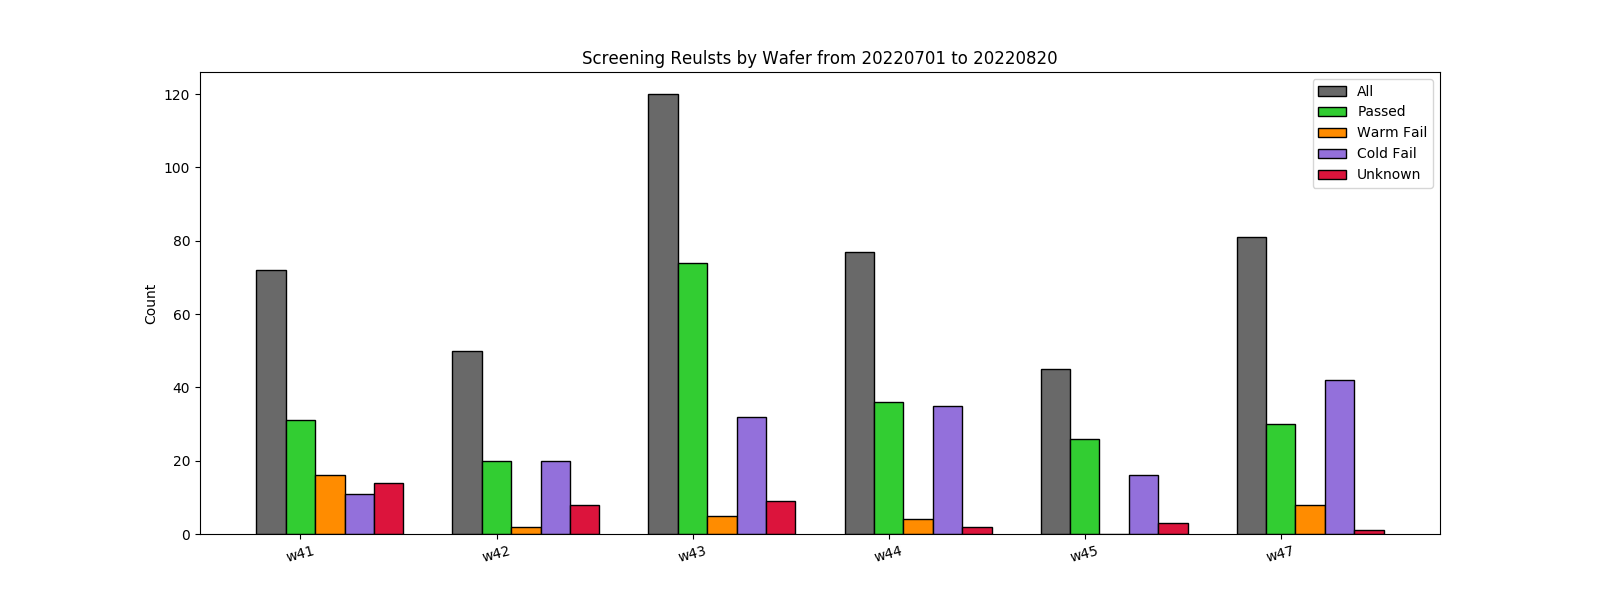 Screening Reulsts by Wafer from 20220701 to 20220820
Count
120
100
80
60
40
20
0
w41
w42
w43
w44
w45
w47
All
Passed
Warm Fail
Cold Fail
Unknown